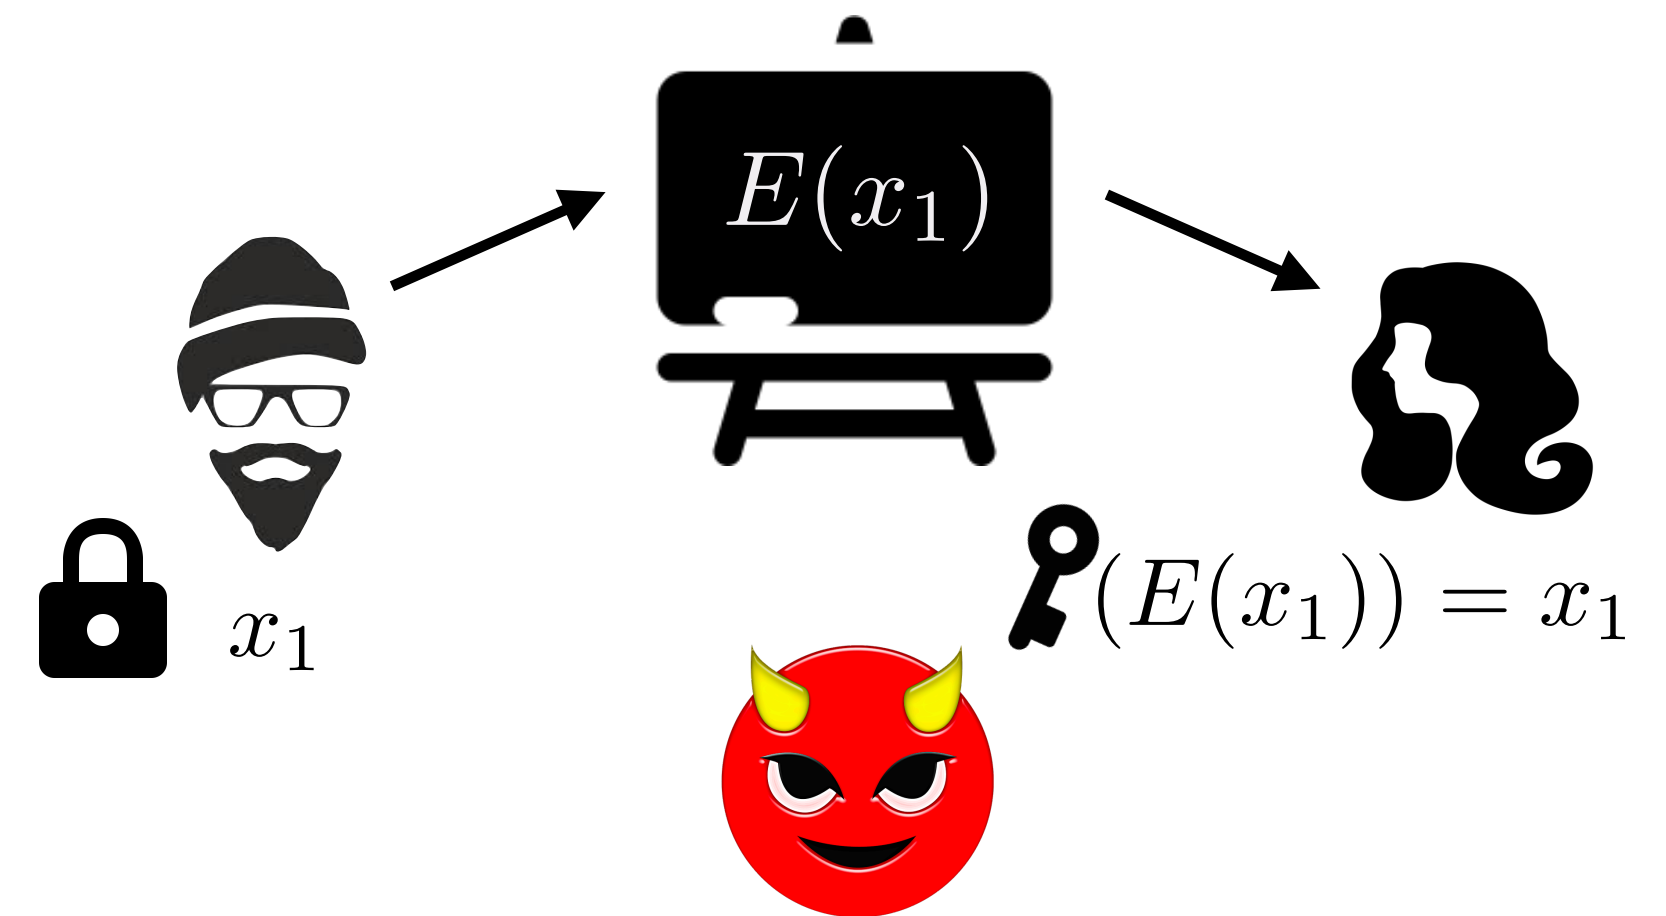 E(x₁)
x₁
(E(x₁)) = x₁